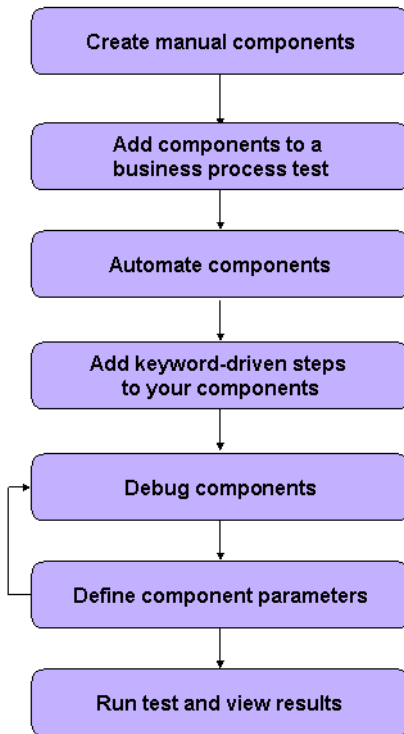 Create manual components
Add components to a
business process test
Automate components
Add keyword-driven steps
to your components
Debug components
Define component parameters
Run test and view results